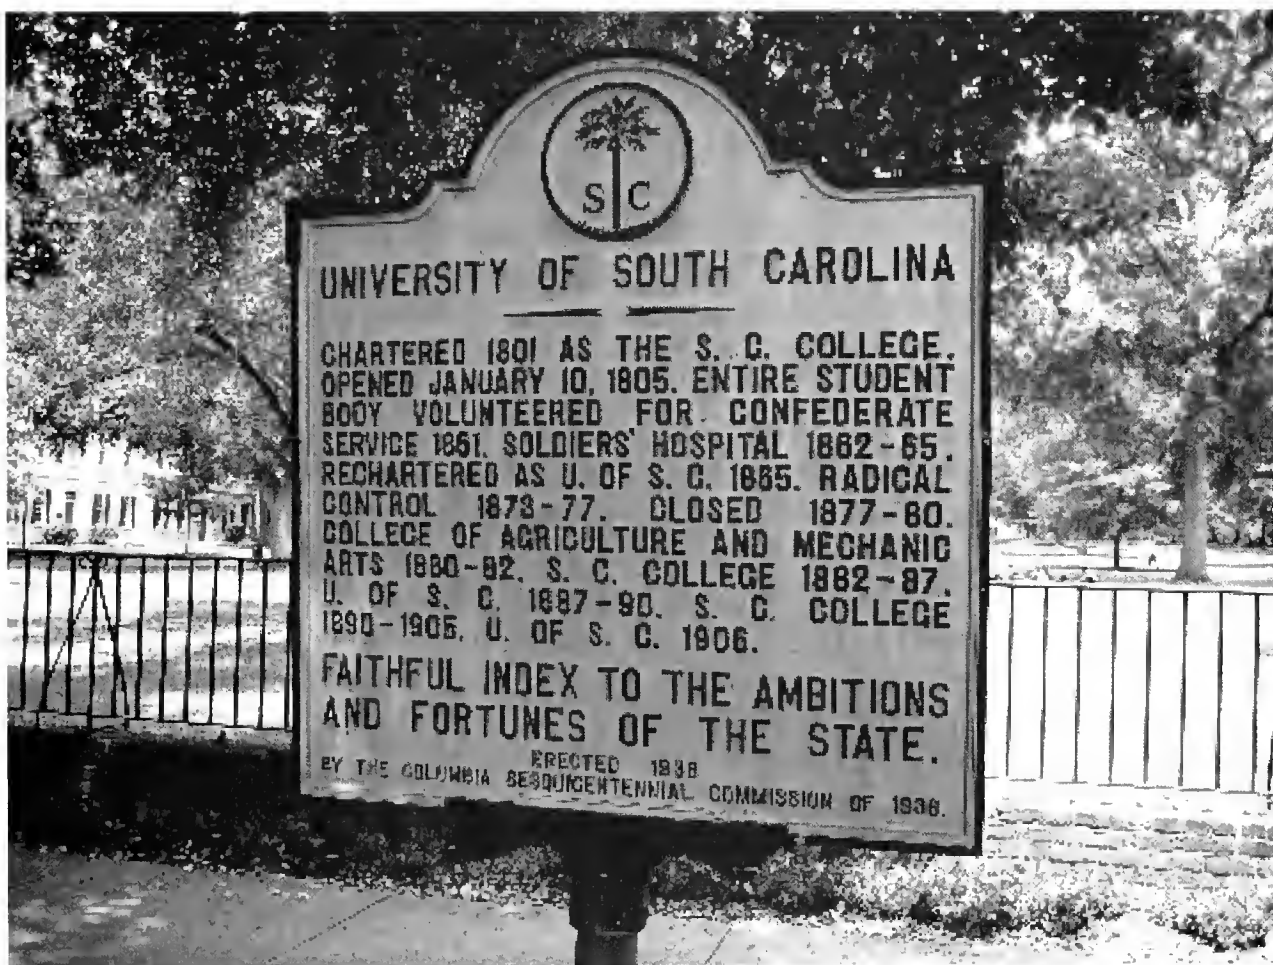 S C
UNIVERSITY OF SOUTH CAROLINA
CHARTERED 1801 AS THE S. C. COLLEGE.
OPENED JANUARY 10, 1805. ENTIRE STUDENT
BODY VOLUNTEERED FOR CONFEDERATE
SERVICE 1861. SOLDIERS' HOSPITAL 1862-65.
RECHARTERED AS U. OF S. C. 1865. RADICAL
CONTROL 1873-77. CLOSED 1877-80.
COLLEGE OF AGRICULTURE AND MECHANIC
ARTS 1880-82. S. C. COLLEGE 1882-87.
U. OF S. C. 1887-90. S. C. COLLEGE
1890-1905. U. OF S. C. 1906.
FAITHFUL INDEX TO THE AMBITIONS
AND FORTUNES OF THE STATE.
ERECTED 1938
BY THE COLUMBIA SESQUICENTENNIAL COMMISSION OF 1936.